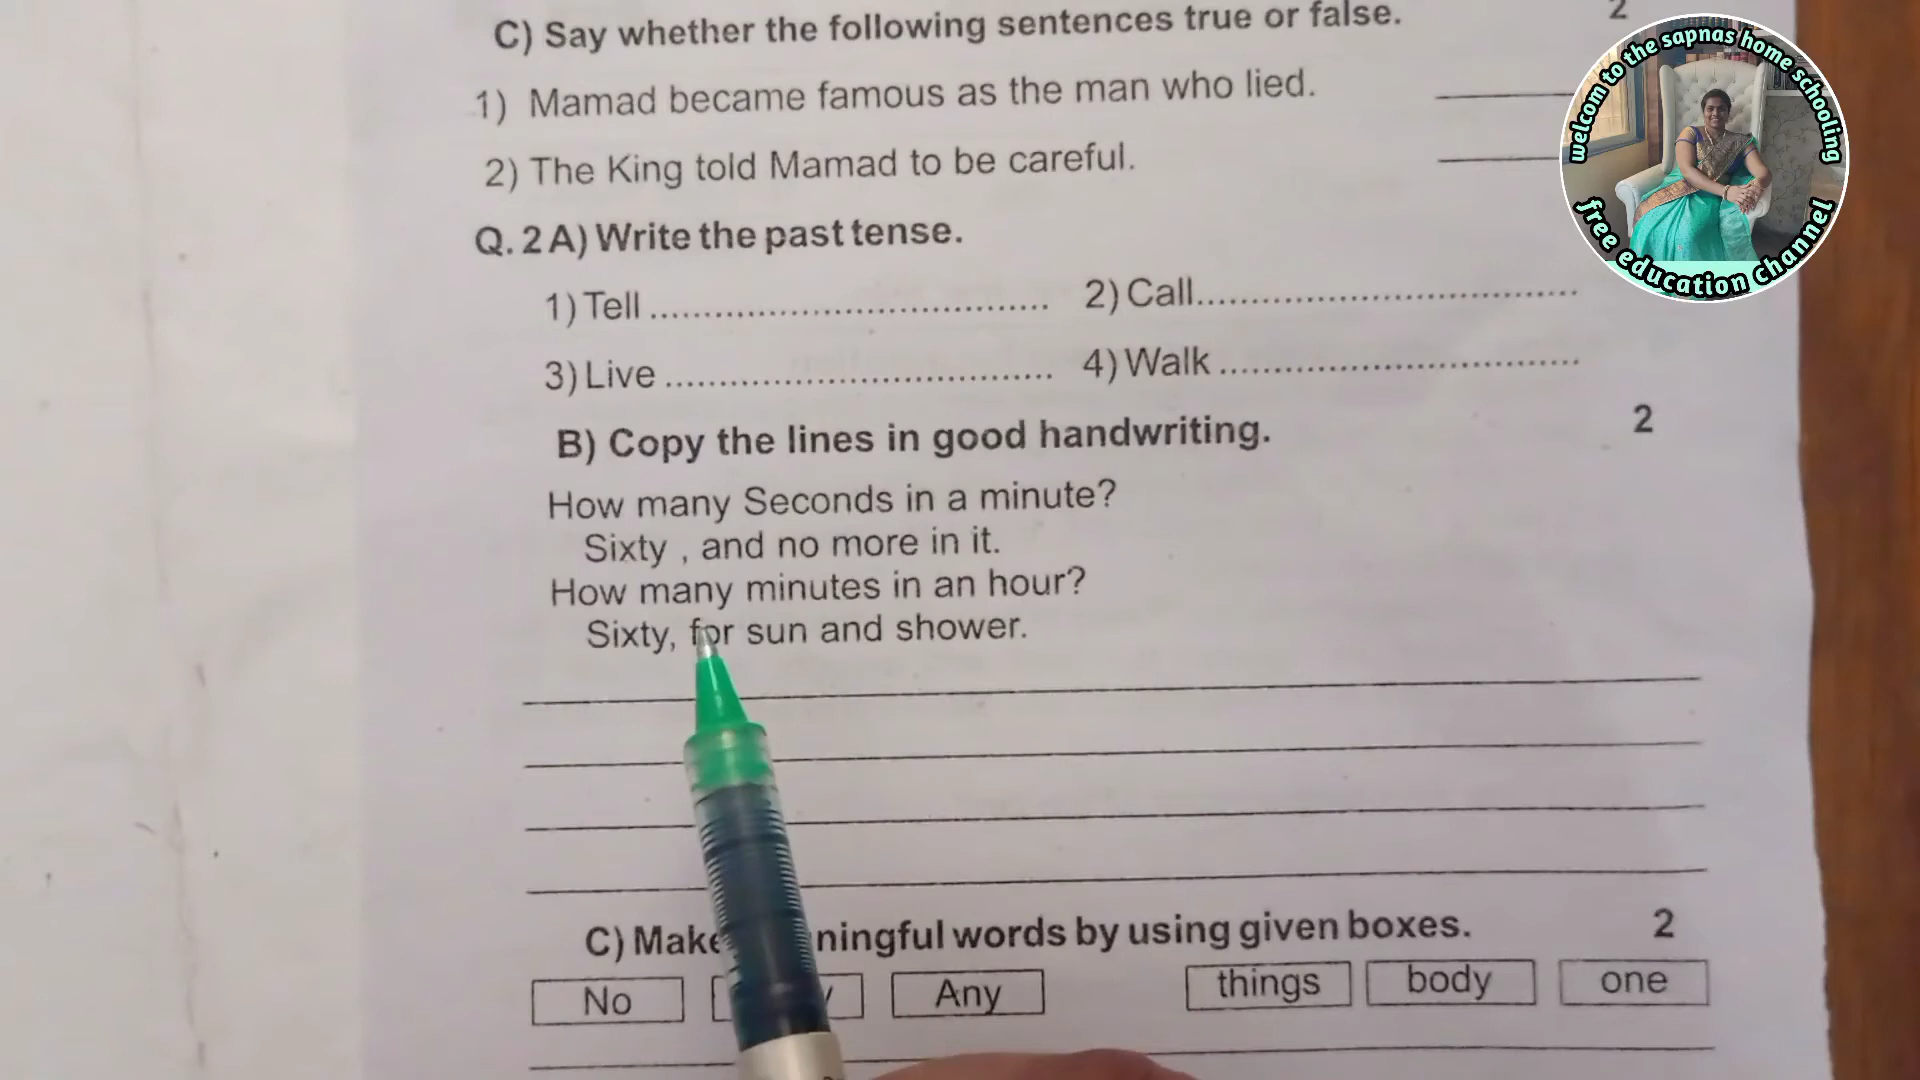 C) Say whether the following sentences true or false. 2
1) Mamad became famous as the man who lied.
2) The King told Mamad to be careful.
Q. 2 A) Write the past tense.
1) Tell ..................................... 2) Call...................................
3) Live .................................... 4) Walk .................................
B) Copy the lines in good handwriting. 2
How many Seconds in a minute?
Sixty , and no more in it.
How many minutes in an hour?
Sixty, for sun and shower.
C) Make ningful words by using given boxes. 2
No Any things body one
welcom to the sapnas home schooling
free education channel